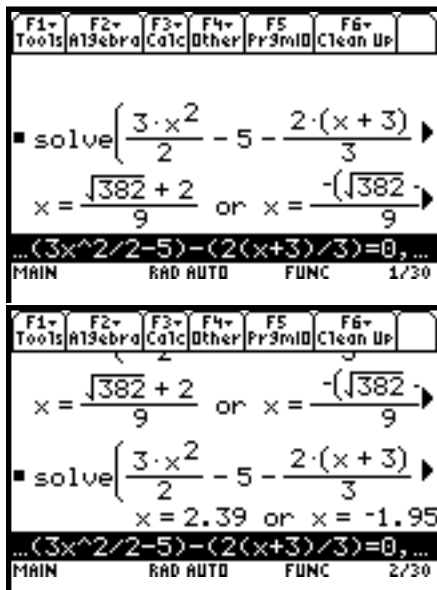 F1▾ F2▾ F3▾ F4▾ F5 F6▾
Tools Algebra Calc Other PrgmIO Clean Up
▪ solve(3·x²/2 − 5 − 2·(x + 3)/3 ▶
x = (√382 + 2)/9 or x = -(√382 - ▶/9
…(3x^2/2-5)-(2(x+3)/3)=0,…
MAIN RAD AUTO FUNC 1/30
F1▾ F2▾ F3▾ F4▾ F5 F6▾
Tools Algebra Calc Other PrgmIO Clean Up
x = (√382 + 2)/9 or x = -(√382 - ▶/9
▪ solve(3·x²/2 − 5 − 2·(x + 3)/3 ▶
x = 2.39 or x = -1.95
…(3x^2/2-5)-(2(x+3)/3)=0,…
MAIN RAD AUTO FUNC 2/30